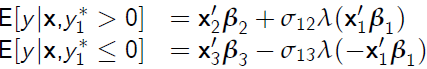 E[y|x,y₁* > 0] = x₂′β₂ + σ₁₂λ(x₁′β₁)
E[y|x,y₁* ≤ 0] = x₃′β₃ − σ₁₃λ(−x₁′β₁)